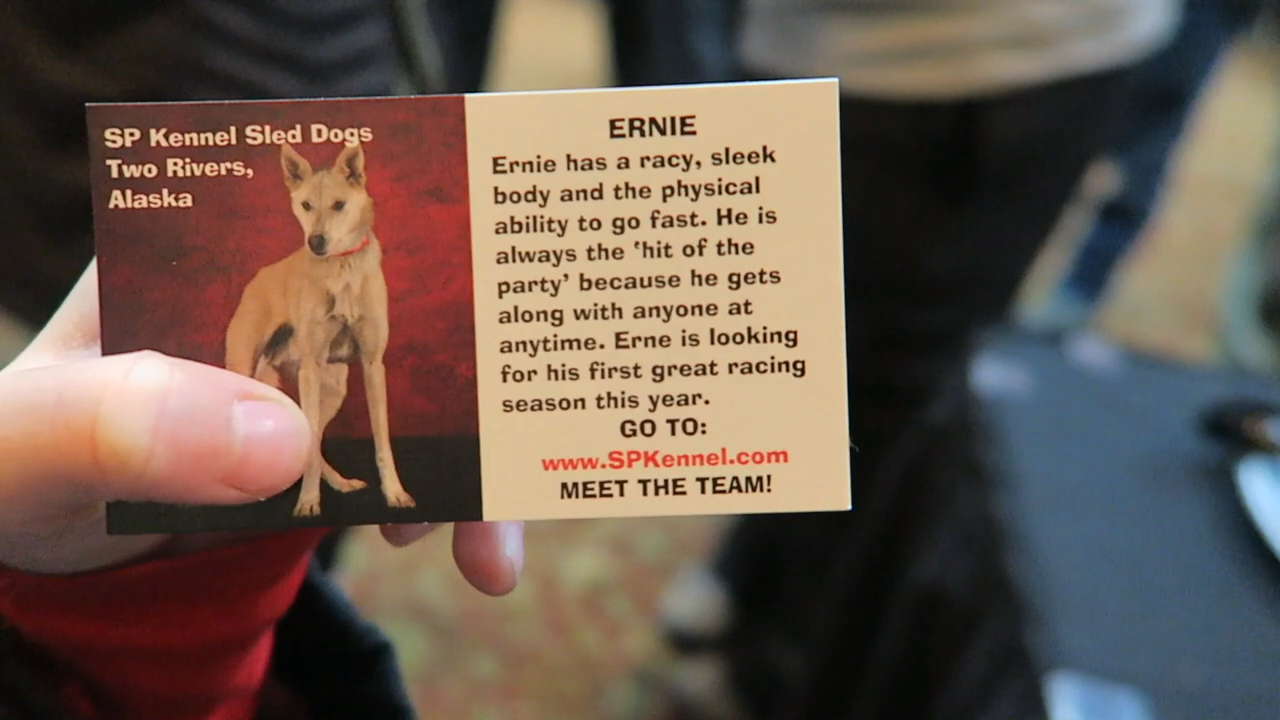 SP Kennel Sled Dogs
Two Rivers,
Alaska
ERNIE
Ernie has a racy, sleek
body and the physical
ability to go fast. He is
always the ‘hit of the
party’ because he gets
along with anyone at
anytime. Erne is looking
for his first great racing
season this year.
GO TO:
www.SPKennel.com
MEET THE TEAM!